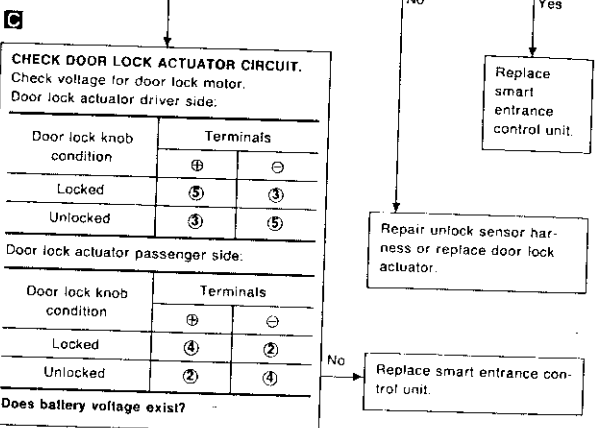 No
Yes
C
CHECK DOOR LOCK ACTUATOR CIRCUIT.
Check voltage for door lock motor.
Door lock actuator driver side:
Door lock knob condition
Terminals
⊕ ⊖
Locked ⑤ ③
Unlocked ③ ⑤
Door lock actuator passenger side:
Door lock knob condition
Terminals
⊕ ⊖
Locked ④ ②
Unlocked ② ④
Does battery voltage exist?
Replace
smart
entrance
control unit.
Repair unlock sensor har-
ness or replace door lock
actuator.
No
Replace smart entrance con-
trol unit.